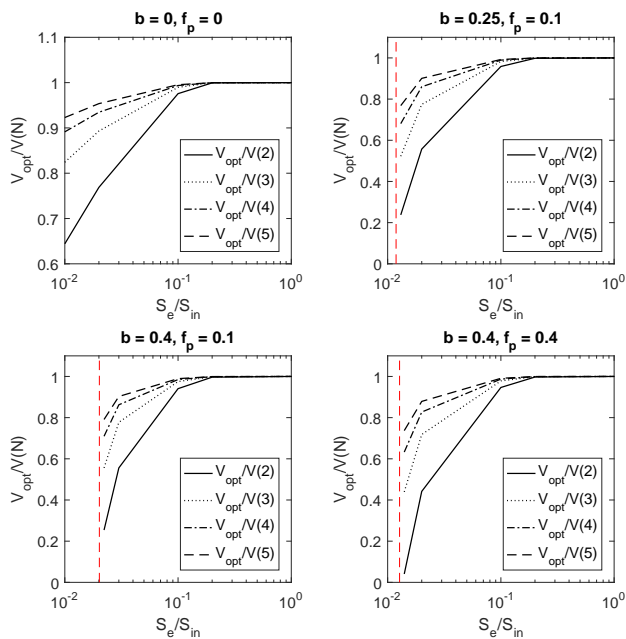 b = 0, f_p = 0
1.1
1
0.9
0.8
0.7
0.6
V_opt/V(N)
V_opt/V(2)
V_opt/V(3)
V_opt/V(4)
V_opt/V(5)
10^-2
10^-1
10^0
S_e/S_in
b = 0.25, f_p = 0.1
1
0.8
0.6
0.4
0.2
0
V_opt/V(N)
V_opt/V(2)
V_opt/V(3)
V_opt/V(4)
V_opt/V(5)
10^-2
10^-1
10^0
S_e/S_in
b = 0.4, f_p = 0.1
1
0.8
0.6
0.4
0.2
0
V_opt/V(N)
V_opt/V(2)
V_opt/V(3)
V_opt/V(4)
V_opt/V(5)
10^-2
10^-1
10^0
S_e/S_in
b = 0.4, f_p = 0.4
1
0.8
0.6
0.4
0.2
0
V_opt/V(N)
V_opt/V(2)
V_opt/V(3)
V_opt/V(4)
V_opt/V(5)
10^-2
10^-1
10^0
S_e/S_in